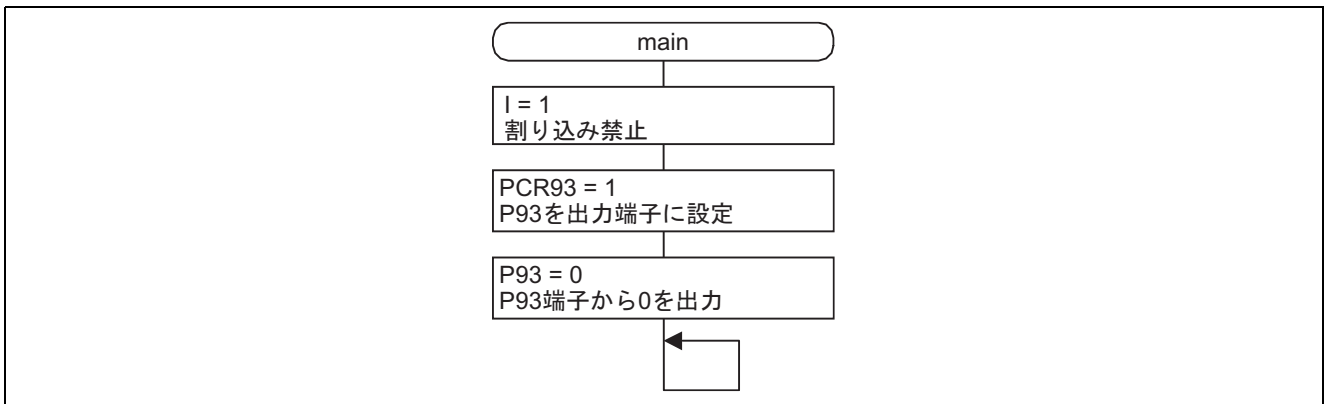 main
I = 1
割り込み禁止
PCR93 = 1
P93を出力端子に設定
P93 = 0
P93端子から0を出力